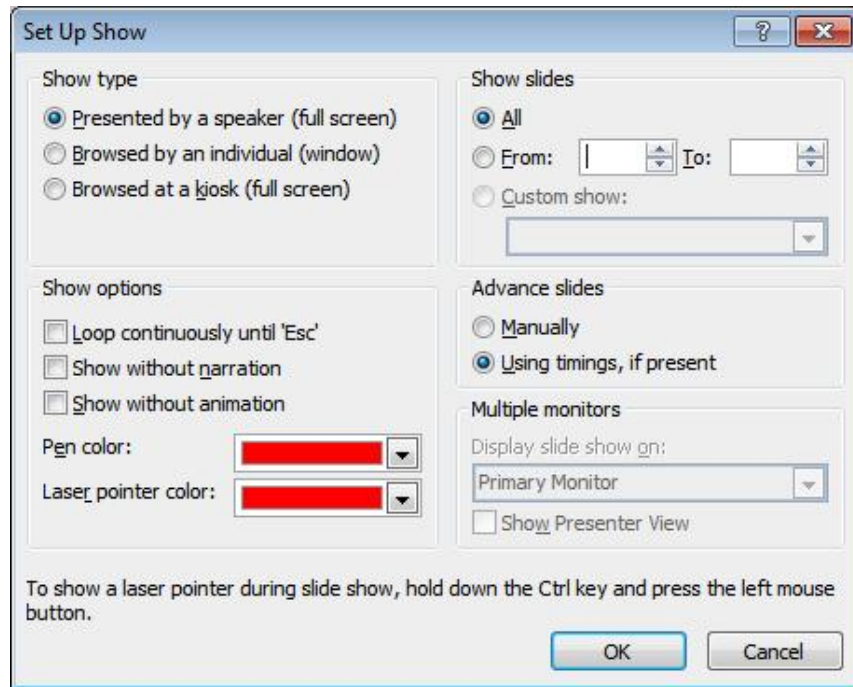 Set Up Show
Show type
Presented by a speaker (full screen)
Browsed by an individual (window)
Browsed at a kiosk (full screen)
Show slides
All
From: To:
Custom show:
Show options
Loop continuously until 'Esc'
Show without narration
Show without animation
Pen color:
Laser pointer color:
Advance slides
Manually
Using timings, if present
Multiple monitors
Display slide show on:
Primary Monitor
Show Presenter View
To show a laser pointer during slide show, hold down the Ctrl key and press the left mouse
button.
OK Cancel